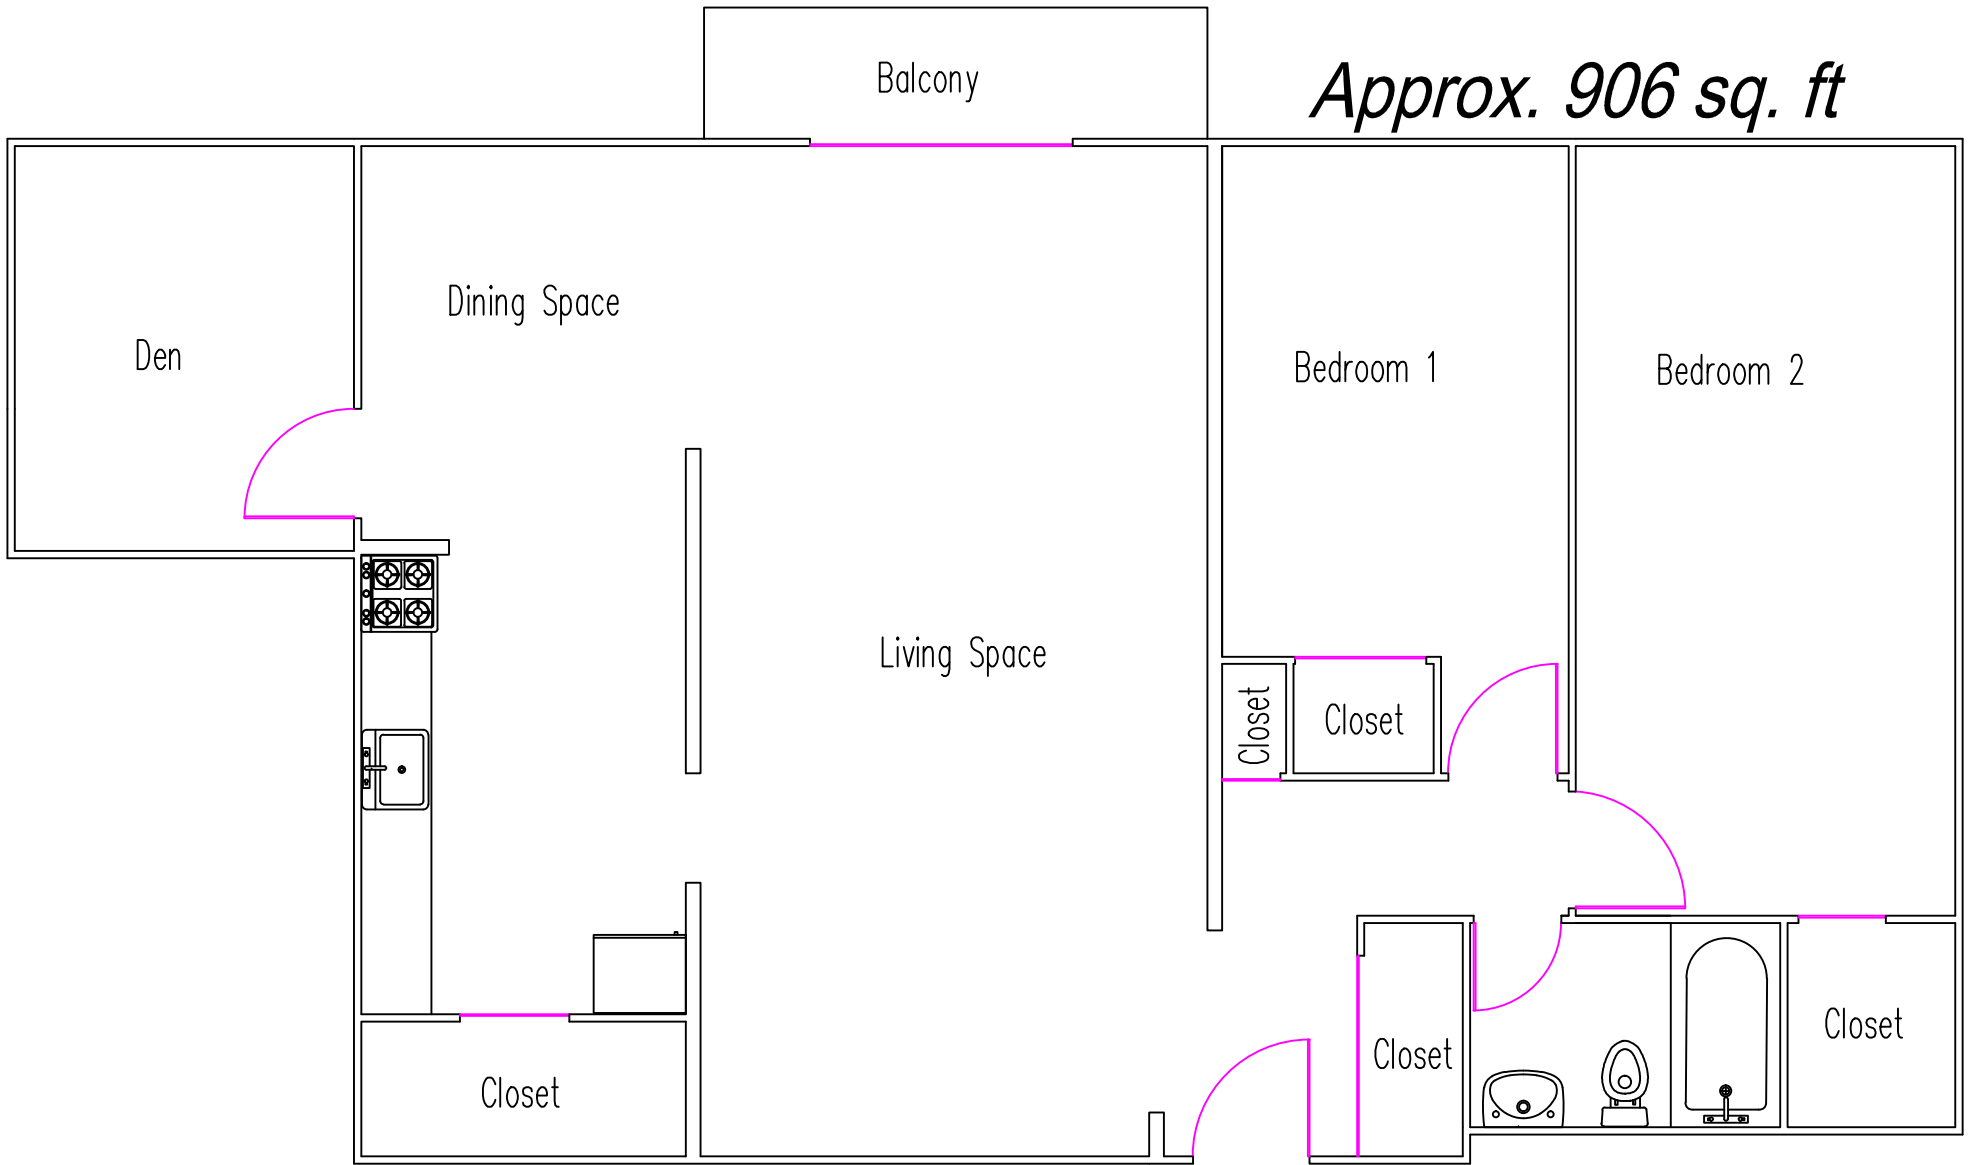 Balcony
Approx. 906 sq. ft
Dining Space
Den
Bedroom 1
Bedroom 2
Living Space
Closet
Closet
Closet
Closet
Closet